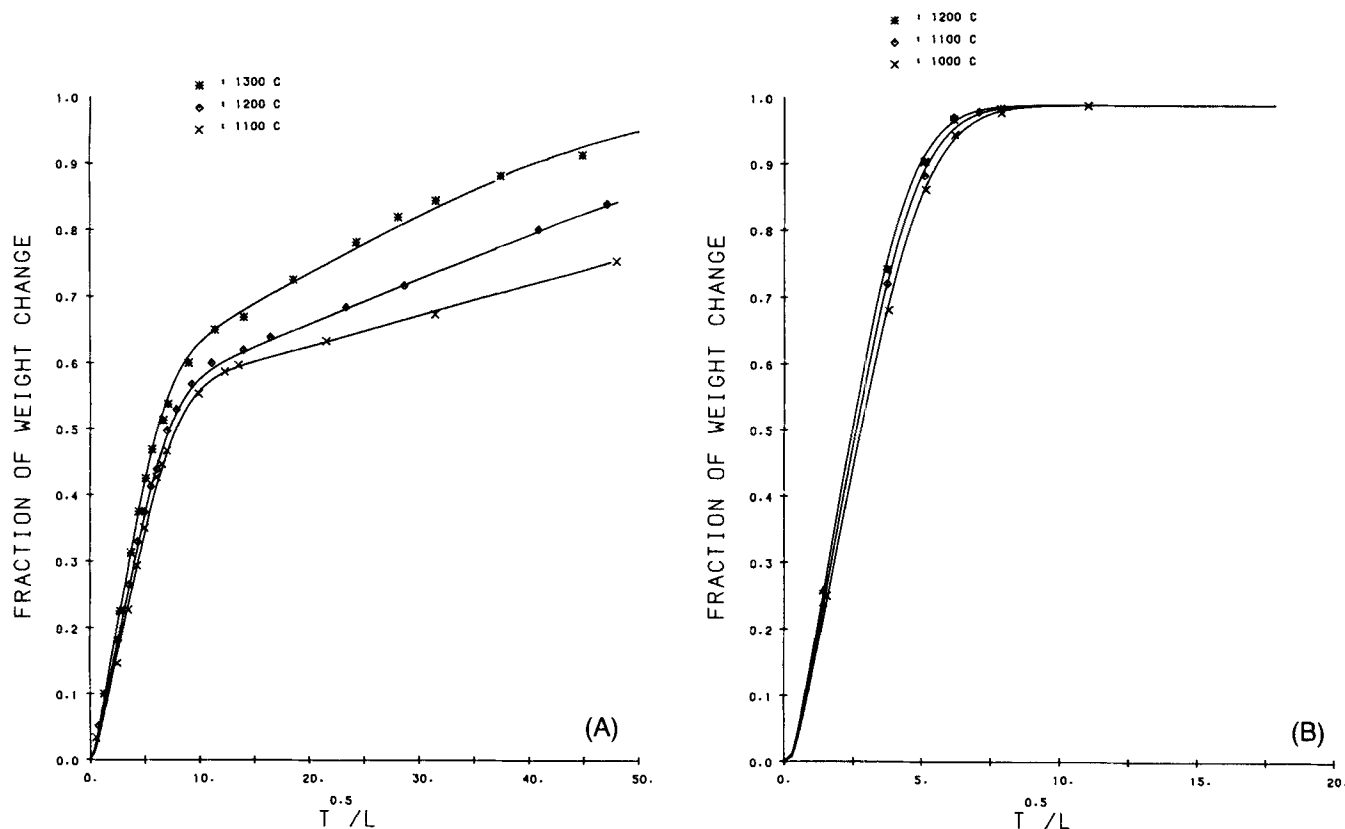 * : 1300 C
◇ : 1200 C
× : 1100 C
1.0
0.9
0.8
0.7
0.6
0.5
0.4
0.3
0.2
0.1
0.0
FRACTION OF WEIGHT CHANGE
0.
10.
20.
30.
40.
50.
T^0.5 /L
(A)
* : 1200 C
◇ : 1100 C
× : 1000 C
1.0
0.9
0.8
0.7
0.6
0.5
0.4
0.3
0.2
0.1
0.0
FRACTION OF WEIGHT CHANGE
0.
5.
10.
15.
20.
T^0.5 /L
(B)